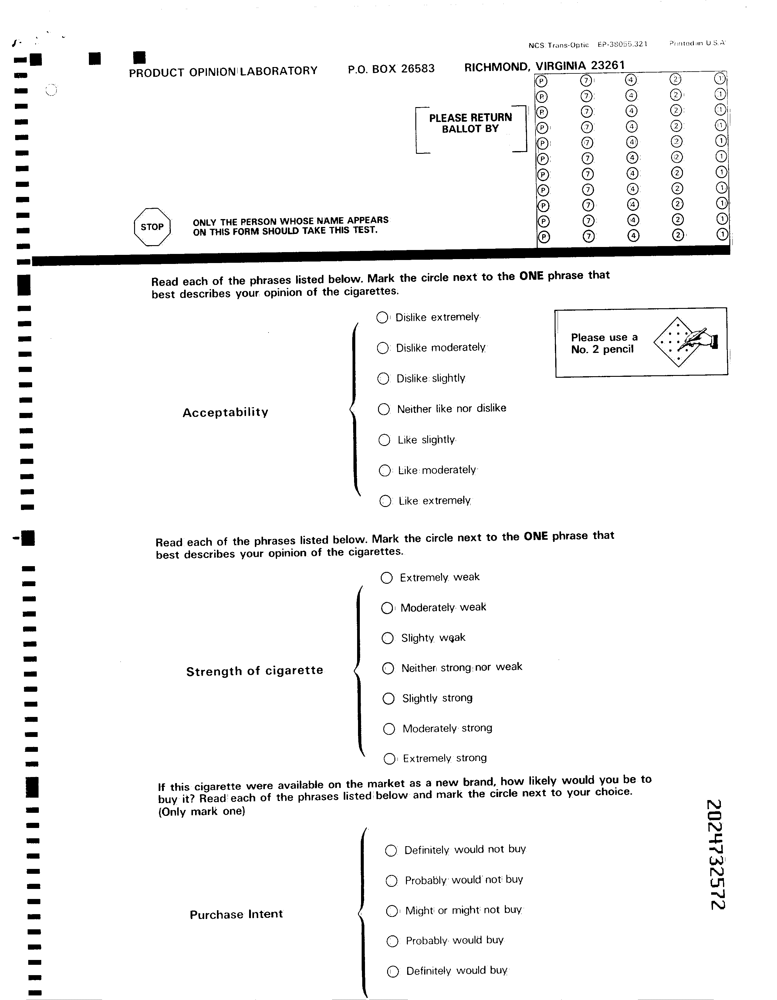 NCS Trans-Optic EP-38055-321 Printed in U.S.A.
PRODUCT OPINION LABORATORY P.O. BOX 26583 RICHMOND, VIRGINIA 23261
P 7 4 2 1
P 7 4 2 1
P 7 4 2 1
PLEASE RETURN
BALLOT BY
P 7 4 2 1
P 7 4 2 1
P 7 4 2 1
P 7 4 2 1
P 7 4 2 1
P 7 4 2 1
P 7 4 2 1
P 7 4 2 1
STOP
ONLY THE PERSON WHOSE NAME APPEARS
ON THIS FORM SHOULD TAKE THIS TEST.
Read each of the phrases listed below. Mark the circle next to the ONE phrase that
best describes your opinion of the cigarettes.
Acceptability
Dislike extremely
Dislike moderately
Dislike slightly
Neither like nor dislike
Like slightly
Like moderately
Like extremely
Please use a
No. 2 pencil
Read each of the phrases listed below. Mark the circle next to the ONE phrase that
best describes your opinion of the cigarettes.
Strength of cigarette
Extremely weak
Moderately weak
Slighty weak
Neither strong nor weak
Slightly strong
Moderately strong
Extremely strong
If this cigarette were available on the market as a new brand, how likely would you be to
buy it? Read each of the phrases listed below and mark the circle next to your choice.
(Only mark one)
Purchase Intent
Definitely would not buy
Probably would not buy
Might or might not buy
Probably would buy
Definitely would buy
2024732572